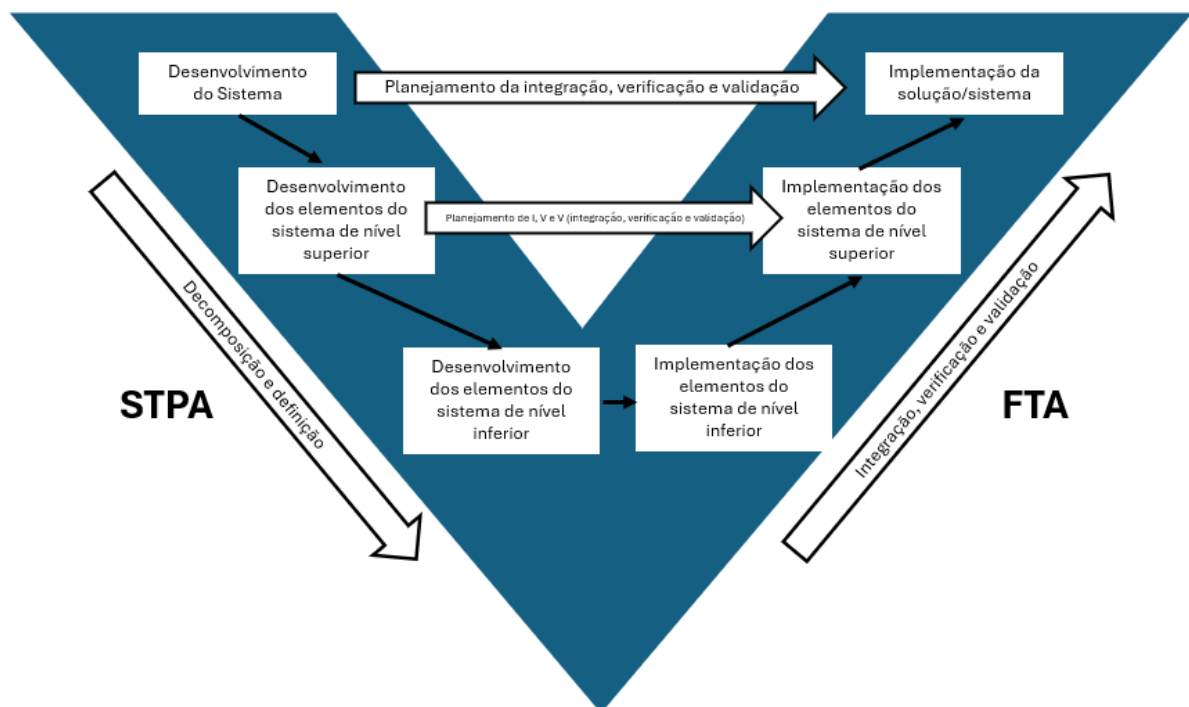 Desenvolvimento
do Sistema
Planejamento da integração, verificação e validação
Implementação da
solução/sistema
Desenvolvimento
dos elementos do
sistema de nível
superior
Planejamento de I, V e V (integração, verificação e validação)
Implementação dos
elementos do
sistema de nível
superior
Decomposição e definição
Desenvolvimento
dos elementos do
sistema de nível
inferior
Implementação dos
elementos do
sistema de nível
inferior
Integração, verificação e validação
STPA
FTA